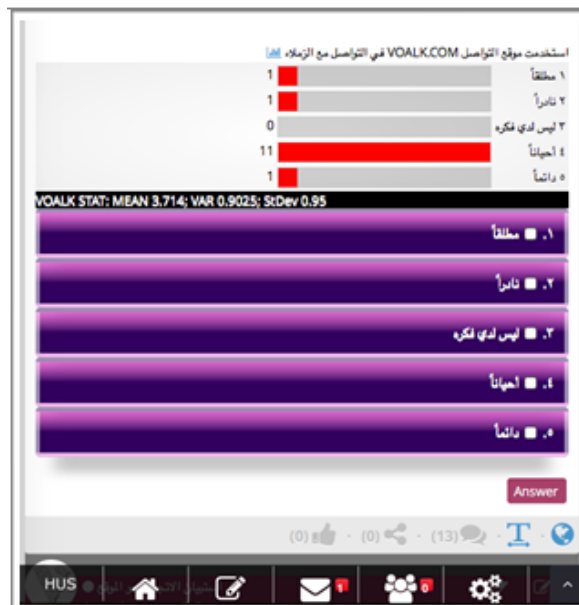 استخدمت موقع التواصل VOALK.COM في التواصل مع الزملاء
١ مطلقاً 1
٢ نادراً 1
٣ ليس لدي فكره 0
٤ أحياناً 11
٥ دائماً 1
VOALK STAT: MEAN 3.714; VAR 0.9025; StDev 0.95
١. مطلقاً
٢. نادراً
٣. ليس لدي فكره
٤. أحياناً
٥. دائماً
Answer
(0) · (0) · (13) · T ·
HUS 1 0